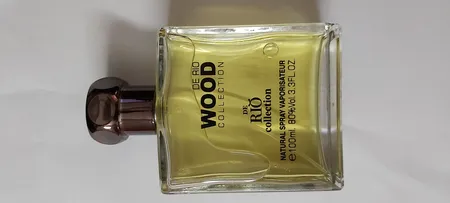 DE RIO
WOOD
COLLECTION
DE
RIO
collection
NATURAL SPRAY VAPORISATEUR
e100ml. 80%Vol.3.3FL.OZ